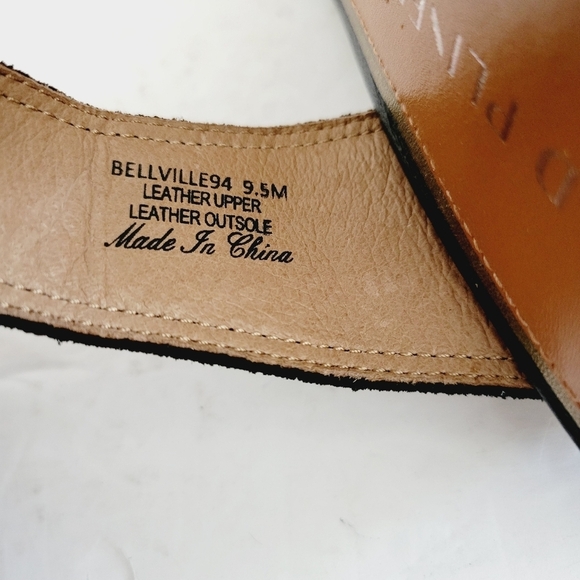 BELLVILLE94 9.5M
LEATHER UPPER
LEATHER OUTSOLE
Made In China